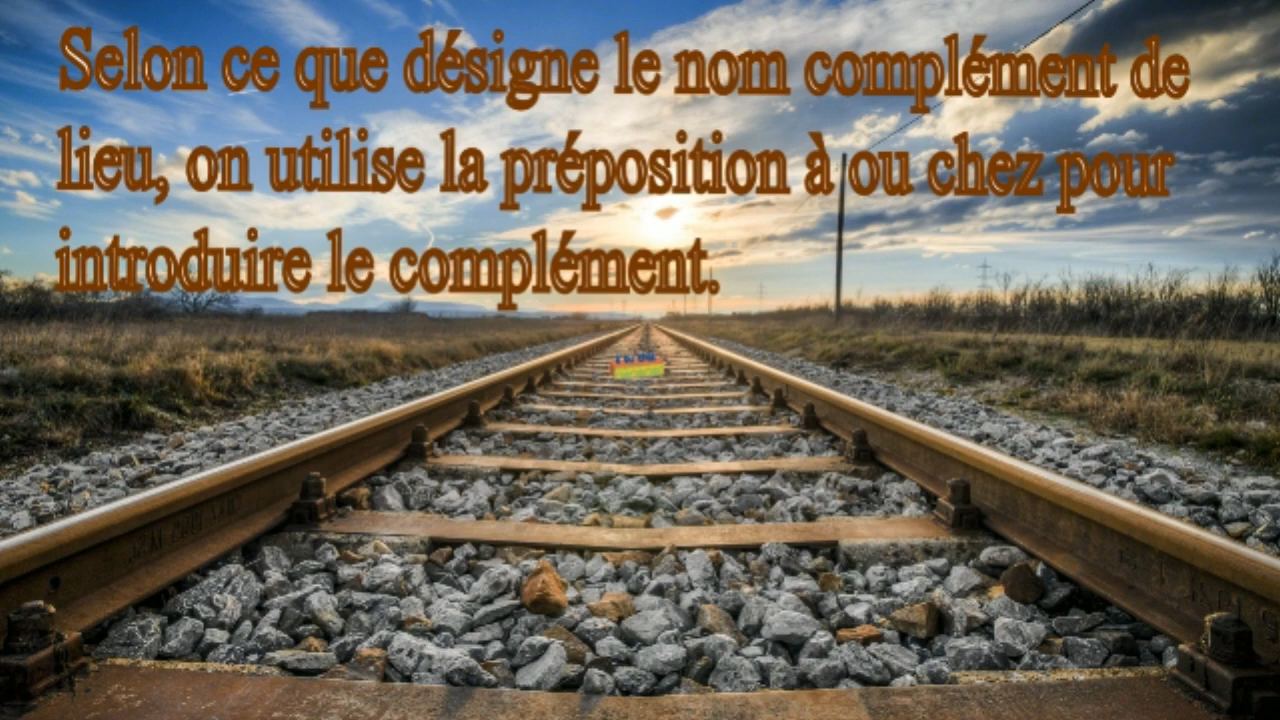 Selon ce que désigne le nom complément de
lieu, on utilise la préposition à ou chez pour
introduire le complément.